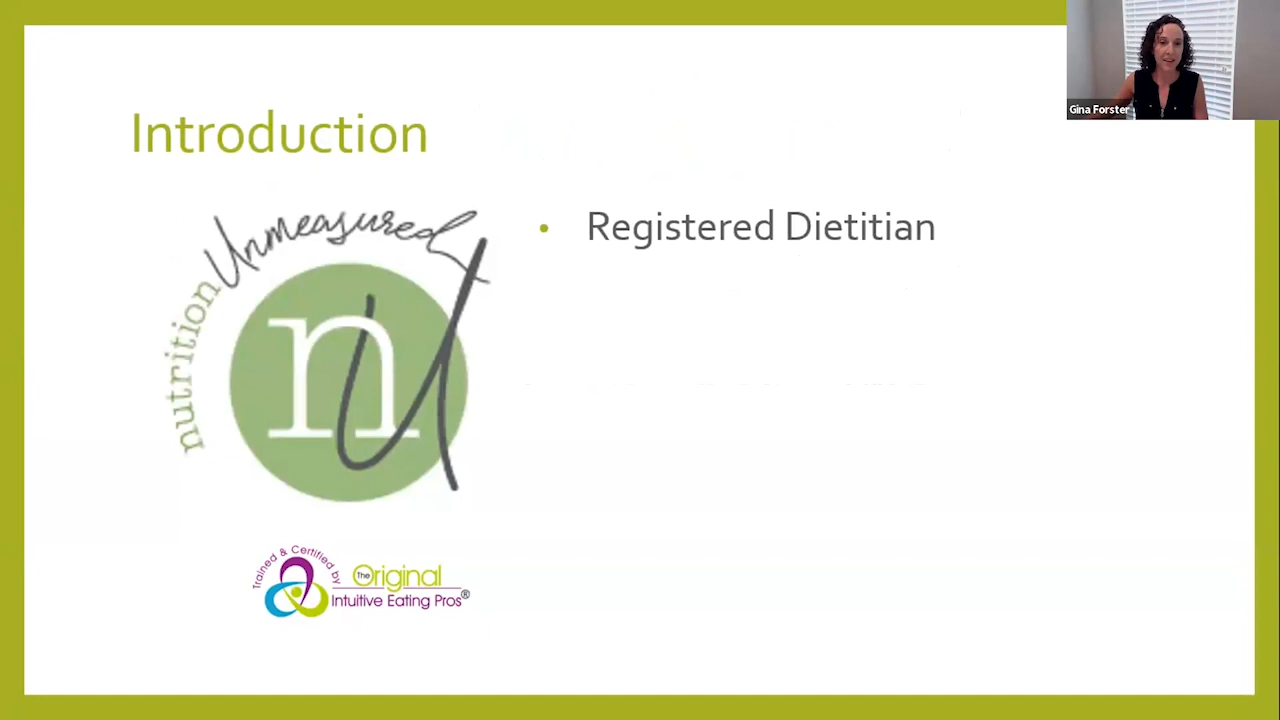 Gina Forster
Introduction
nutrition Unmeasured
nu
• Registered Dietitian
Trained & Certified by
The Original
Intuitive Eating Pros®